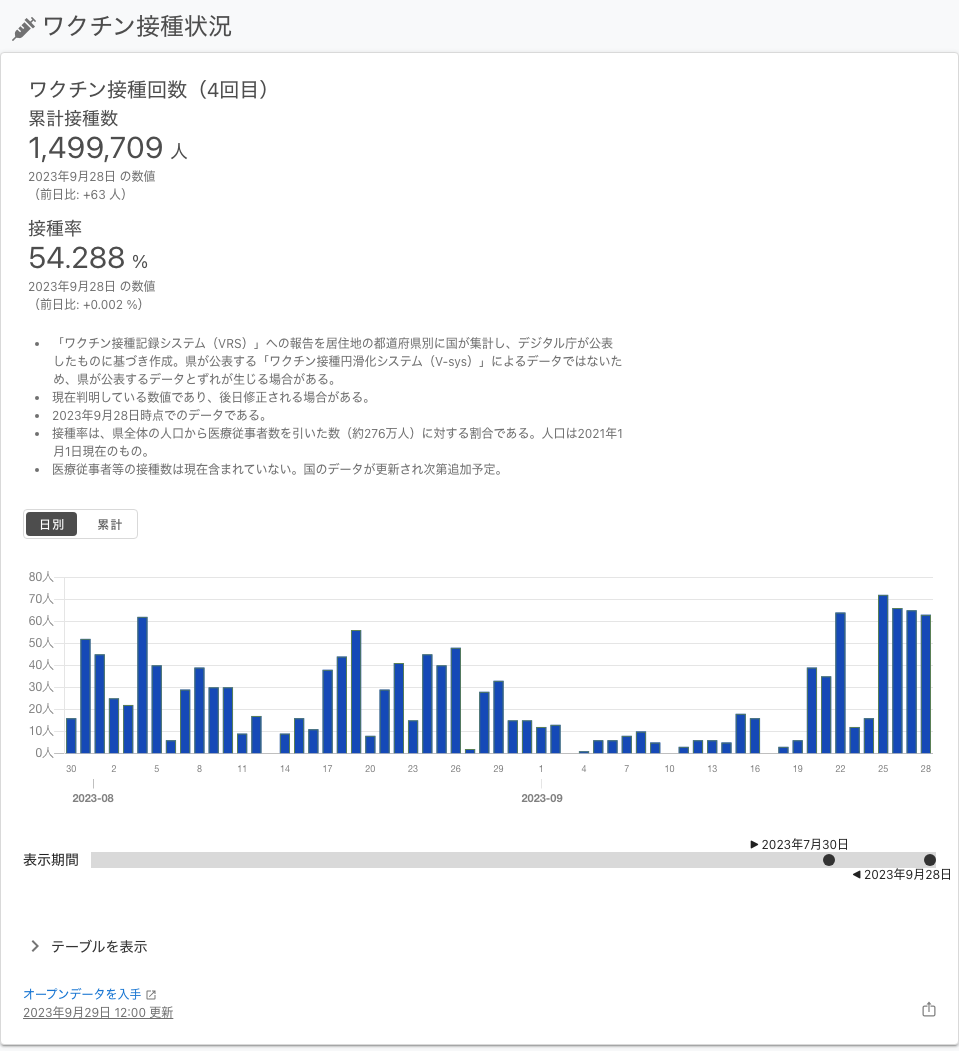 ワクチン接種状況
ワクチン接種回数（4回目）
累計接種数
1,499,709 人
2023年9月28日 の数値
（前日比: +63 人）
接種率
54.288 %
2023年9月28日 の数値
（前日比: +0.002 %）
「ワクチン接種記録システム（VRS）」への報告を居住地の都道府県別に国が集計し、デジタル庁が公表
したものに基づき作成。県が公表する「ワクチン接種円滑化システム（V-sys）」によるデータではないた
め、県が公表するデータとずれが生じる場合がある。
現在判明している数値であり、後日修正される場合がある。
2023年9月28日時点でのデータである。
接種率は、県全体の人口から医療従事者数を引いた数（約276万人）に対する割合である。人口は2021年1
月1日現在のもの。
医療従事者等の接種数は現在含まれていない。国のデータが更新され次第追加予定。
日別 累計
80人
70人
60人
50人
40人
30人
20人
10人
0人
30 2 5 8 11 14 17 20 23 26 29 1 4 7 10 13 16 19 22 25 28
2023-08 2023-09
2023年7月30日
表示期間
2023年9月28日
テーブルを表示
オープンデータを入手
2023年9月29日 12:00 更新